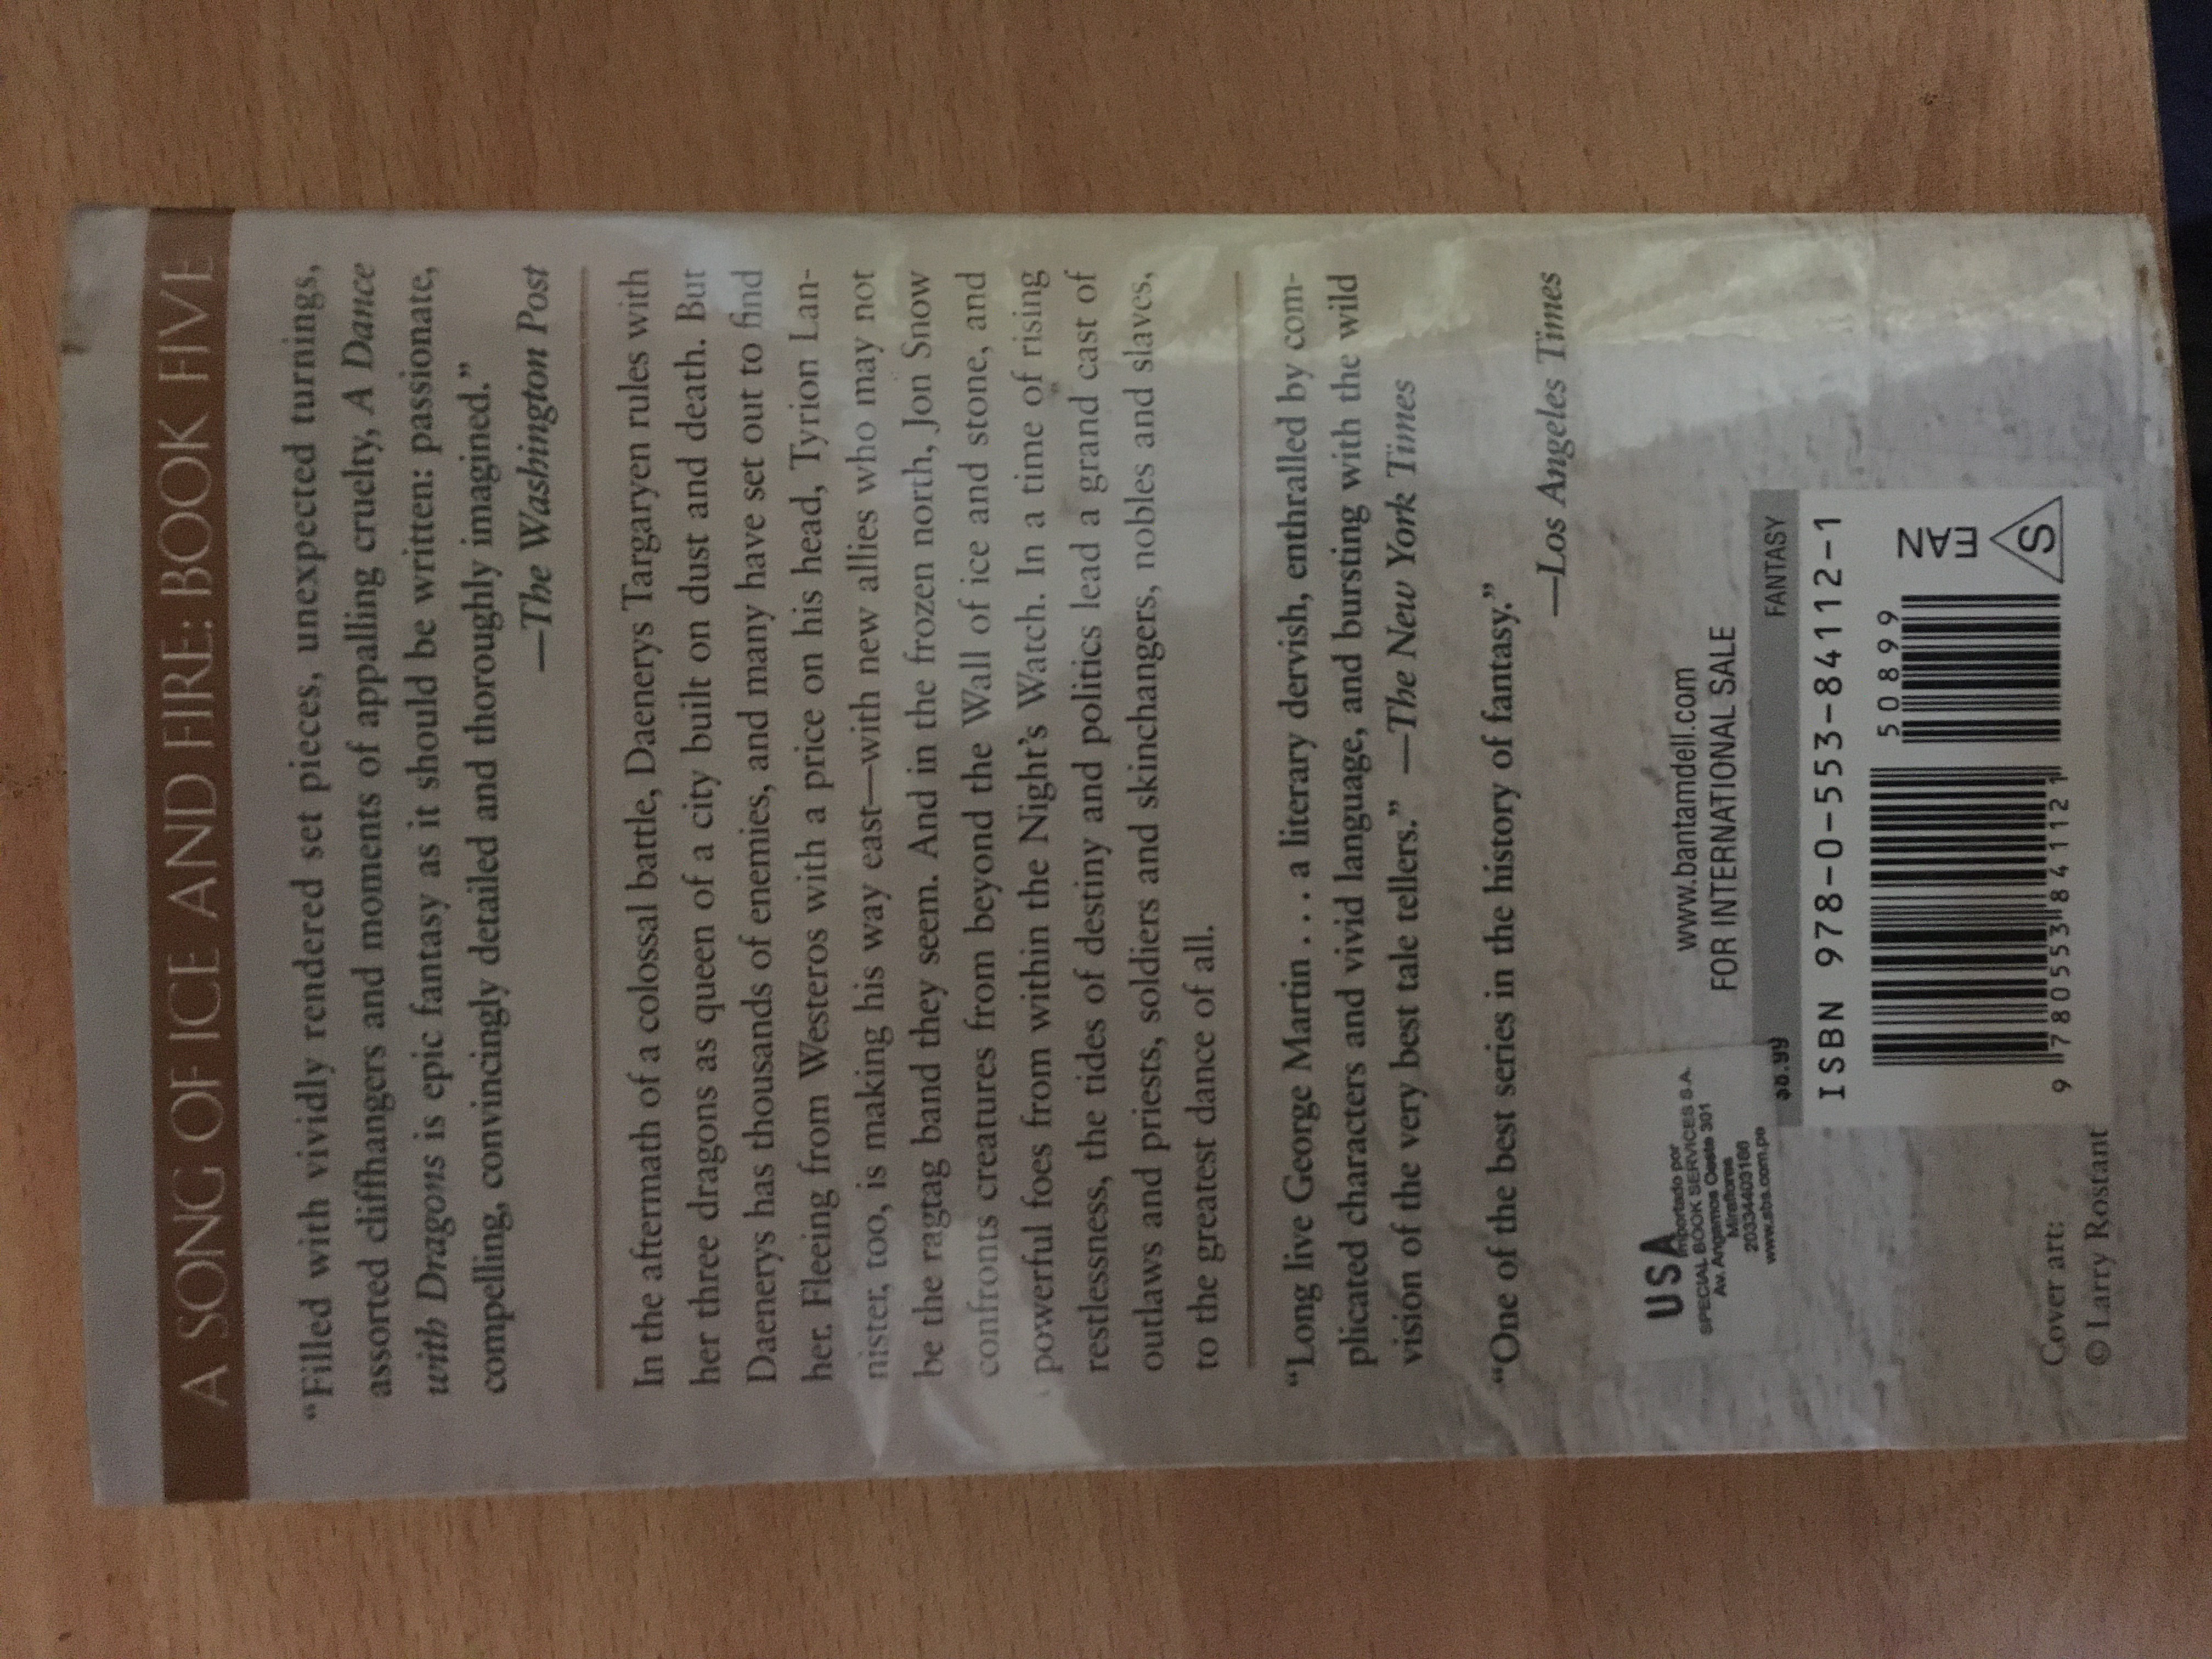 A SONG OF ICE AND FIRE: BOOK FIVE
“Filled with vividly rendered set pieces, unexpected turnings,
assorted cliffhangers and moments of appalling cruelty, A Dance
with Dragons is epic fantasy as it should be written: passionate,
compelling, convincingly detailed and thoroughly imagined.”
—The Washington Post
In the aftermath of a colossal battle, Daenerys Targaryen rules with
her three dragons as queen of a city built on dust and death. But
Daenerys has thousands of enemies, and many have set out to find
her. Fleeing from Westeros with a price on his head, Tyrion Lan-
nister, too, is making his way east—with new allies who may not
be the ragtag band they seem. And in the frozen north, Jon Snow
confronts creatures from beyond the Wall of ice and stone, and
powerful foes from within the Night’s Watch. In a time of rising
restlessness, the tides of destiny and politics lead a grand cast of
outlaws and priests, soldiers and skinchangers, nobles and slaves,
to the greatest dance of all.
“Long live George Martin . . . a literary dervish, enthralled by com-
plicated characters and vivid language, and bursting with the wild
vision of the very best tale tellers.” —The New York Times
“One of the best series in the history of fantasy.”
—Los Angeles Times
USA
Importado por
SPECIAL BOOK SERVICES S.A.
Av. Angamos Oeste 301
Miraflores
20334403166
www.sbs.com.pe
www.bantamdell.com
FOR INTERNATIONAL SALE
$8.99 FANTASY
ISBN 978-0-553-84112-1
50899
9 780553 841121
EAN
S
Cover art:
© Larry Rostant